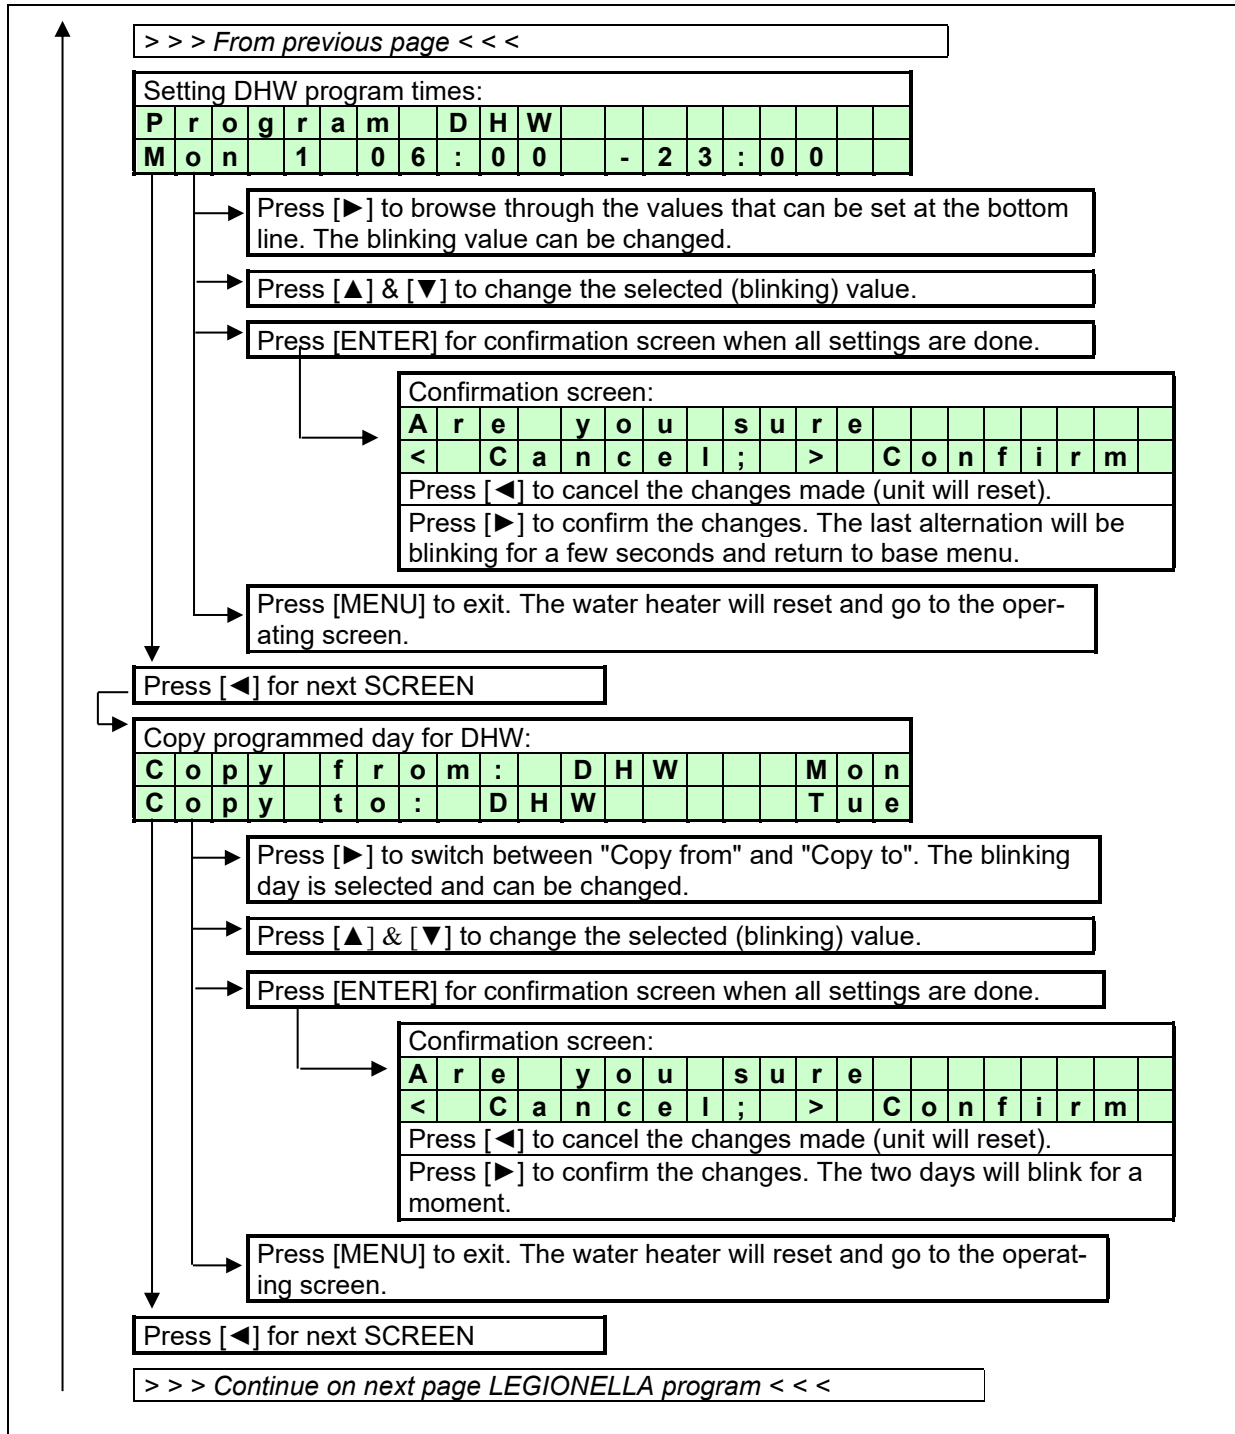 > > > From previous page < < <
Setting DHW program times:
Program DHW
Mon 1 06:00 -23:00
Press [►] to browse through the values that can be set at the bottom
line. The blinking value can be changed.
Press [▲] & [▼] to change the selected (blinking) value.
Press [ENTER] for confirmation screen when all settings are done.
Confirmation screen:
Are you sure
< Cancel; > Confirm
Press [◄] to cancel the changes made (unit will reset).
Press [►] to confirm the changes. The last alternation will be
blinking for a few seconds and return to base menu.
Press [MENU] to exit. The water heater will reset and go to the oper-
ating screen.
Press [◄] for next SCREEN
Copy programmed day for DHW:
Copy from: DHW Mon
Copy to: DHW Tue
Press [►] to switch between "Copy from" and "Copy to". The blinking
day is selected and can be changed.
Press [▲] & [▼] to change the selected (blinking) value.
Press [ENTER] for confirmation screen when all settings are done.
Confirmation screen:
Are you sure
< Cancel; > Confirm
Press [◄] to cancel the changes made (unit will reset).
Press [►] to confirm the changes. The two days will blink for a
moment.
Press [MENU] to exit. The water heater will reset and go to the operat-
ing screen.
Press [◄] for next SCREEN
> > > Continue on next page LEGIONELLA program < < <